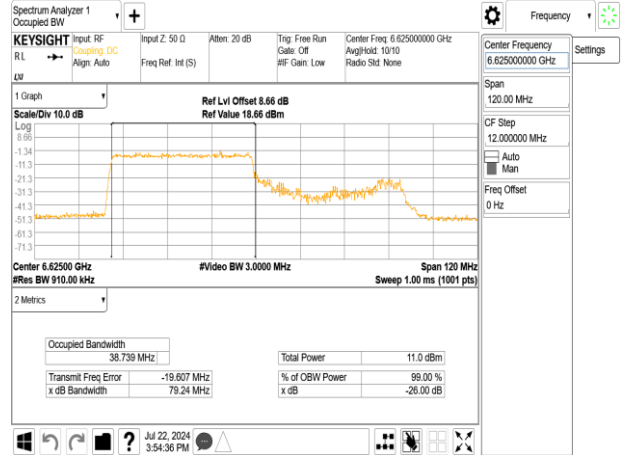 Spectrum Analyzer 1
Occupied BW
KEYSIGHT
RL
Input: RF
Coupling: DC
Align: Auto
Input Z: 50 Ω
Freq Ref: Int (S)
Atten: 20 dB
Trig: Free Run
Gate: Off
#IF Gain: Low
Center Freq: 6.625000000 GHz
Avg|Hold: 10/10
Radio Std: None
1 Graph
Scale/Div 10.0 dB
Ref Lvl Offset 8.66 dB
Ref Value 18.66 dBm
Log
8.66
-1.34
-11.3
-21.3
-31.3
-41.3
-51.3
-61.3
-71.3
Center 6.62500 GHz
#Res BW 910.00 kHz
#Video BW 3.0000 MHz
Span 120 MHz
Sweep 1.00 ms (1001 pts)
2 Metrics
Occupied Bandwidth
38.739 MHz
Total Power 11.0 dBm
Transmit Freq Error -19.607 MHz
% of OBW Power 99.00 %
x dB Bandwidth 79.24 MHz
x dB -26.00 dB
Jul 22, 2024
3:54:36 PM
Frequency
Center Frequency
6.625000000 GHz
Settings
Span
120.00 MHz
CF Step
12.000000 MHz
Auto
Man
Freq Offset
0 Hz